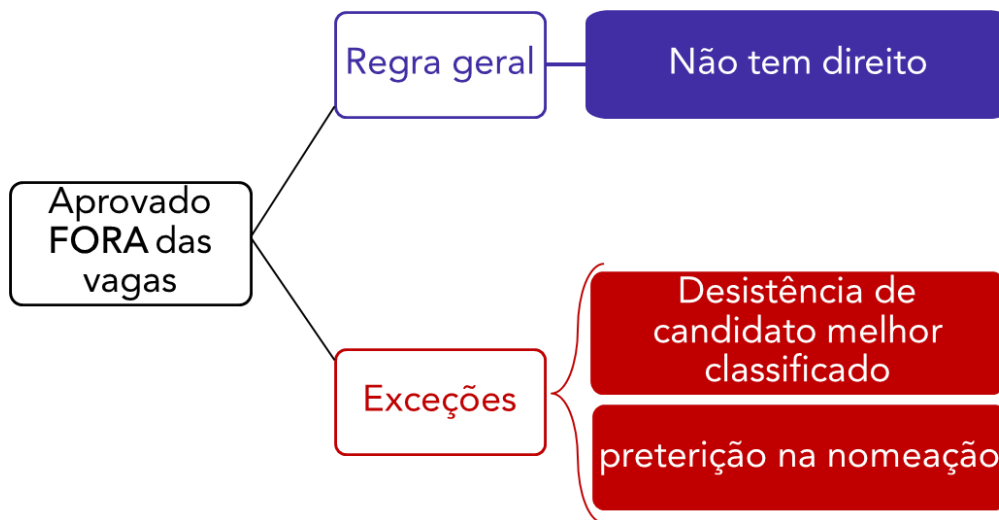 Regra geral
Não tem direito
Aprovado
FORA das
vagas
Exceções
Desistência de
candidato melhor
classificado
preterição na nomeação